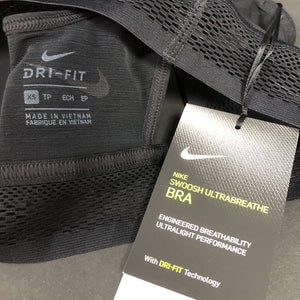 DRI-FIT
XS TP ECH EP
MADE IN VIETNAM
FABRIQUE EN VIETNAM
NIKE
SWOOSH ULTRABREATHE
BRA
ENGINEERED BREATHABILITY
ULTRALIGHT PERFORMANCE
With DRI-FIT Technology